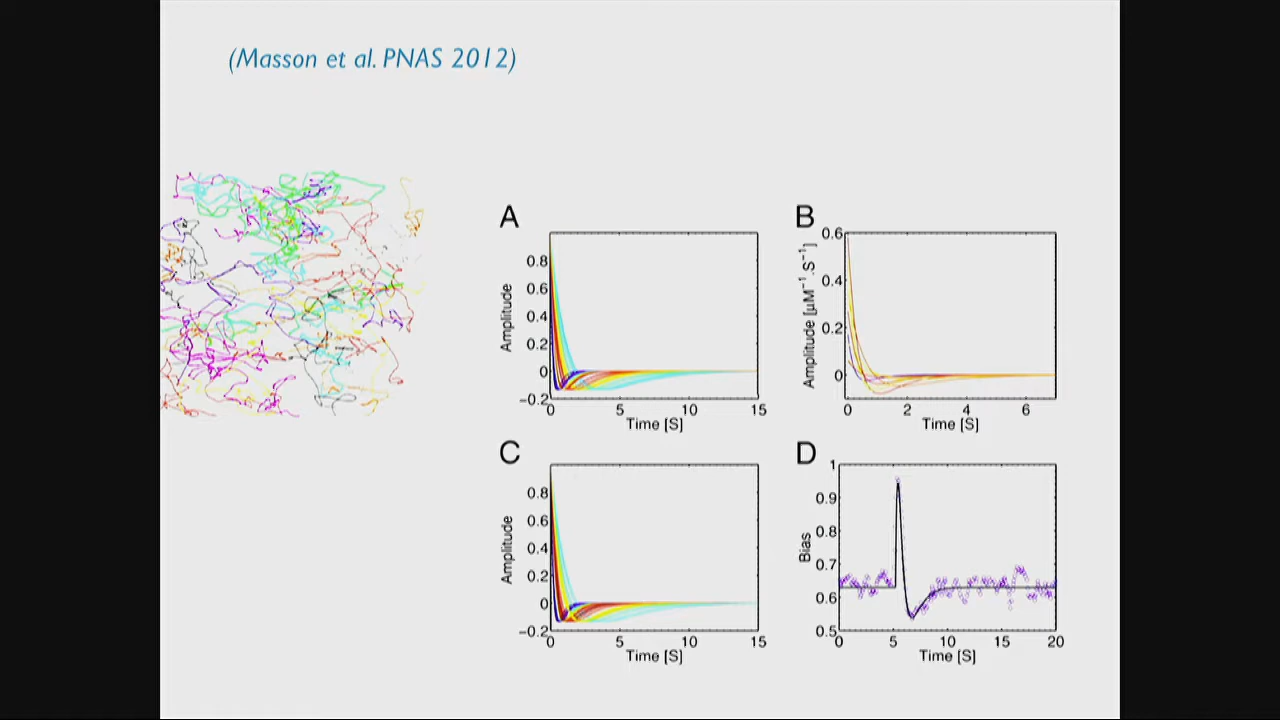 (Masson et al. PNAS 2012)
A
0.8
0.6
0.4
0.2
0
−0.2
Amplitude
0 5 10 15
Time [S]
B
0.6
0.4
0.2
0
Amplitude [µM⁻¹.S⁻¹]
0 2 4 6
Time [S]
C
0.8
0.6
0.4
0.2
0
−0.2
Amplitude
0 5 10 15
Time [S]
D
1
0.9
0.8
0.7
0.6
0.5
Bias
0 5 10 15 20
Time [S]